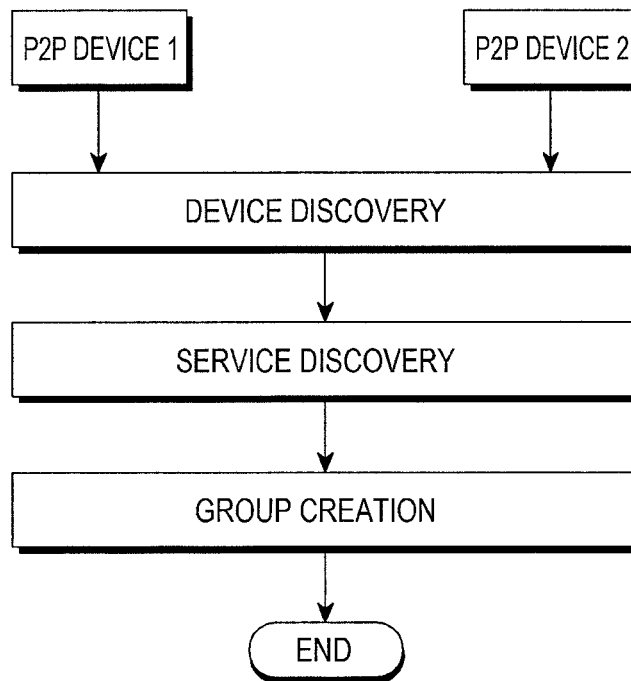 P2P DEVICE 1
P2P DEVICE 2
DEVICE DISCOVERY
SERVICE DISCOVERY
GROUP CREATION
END